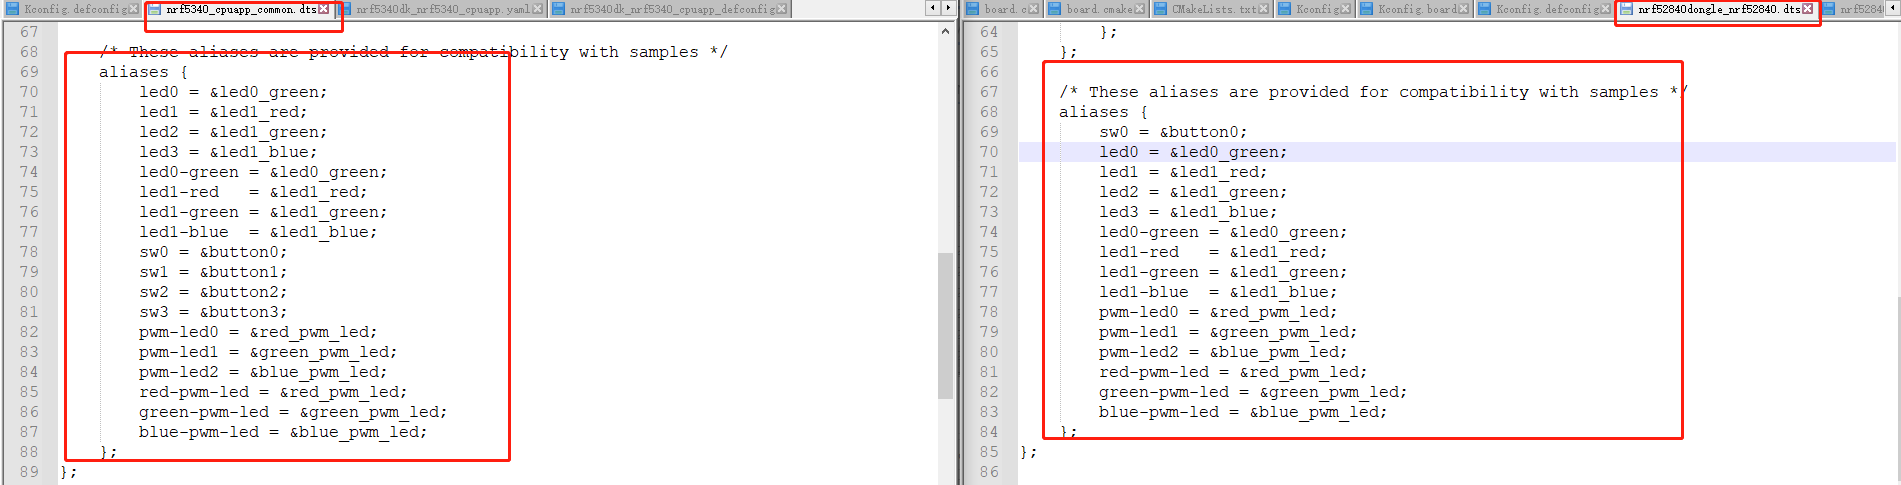 Kconfig.defconfig nrf5340_cpuapp_common.dts nrf5340dk_nrf5340_cpuapp.yaml nrf5340dk_nrf5340_cpuapp_defconfig
67
68 /* These aliases are provided for compatibility with samples */
69 aliases {
70 led0 = &led0_green;
71 led1 = &led1_red;
72 led2 = &led1_green;
73 led3 = &led1_blue;
74 led0-green = &led0_green;
75 led1-red   = &led1_red;
76 led1-green = &led1_green;
77 led1-blue  = &led1_blue;
78 sw0 = &button0;
79 sw1 = &button1;
80 sw2 = &button2;
81 sw3 = &button3;
82 pwm-led0 = &red_pwm_led;
83 pwm-led1 = &green_pwm_led;
84 pwm-led2 = &blue_pwm_led;
85 red-pwm-led = &red_pwm_led;
86 green-pwm-led = &green_pwm_led;
87 blue-pwm-led = &blue_pwm_led;
88 };
89 };
board.c board.cmake CMakeLists.txt Kconfig Kconfig.board Kconfig.defconfig nrf52840dongle_nrf52840.dts nrf52840
64 };
65 };
66
67 /* These aliases are provided for compatibility with samples */
68 aliases {
69 sw0 = &button0;
70 led0 = &led0_green;
71 led1 = &led1_red;
72 led2 = &led1_green;
73 led3 = &led1_blue;
74 led0-green = &led0_green;
75 led1-red   = &led1_red;
76 led1-green = &led1_green;
77 led1-blue  = &led1_blue;
78 pwm-led0 = &red_pwm_led;
79 pwm-led1 = &green_pwm_led;
80 pwm-led2 = &blue_pwm_led;
81 red-pwm-led = &red_pwm_led;
82 green-pwm-led = &green_pwm_led;
83 blue-pwm-led = &blue_pwm_led;
84 };
85 };
86